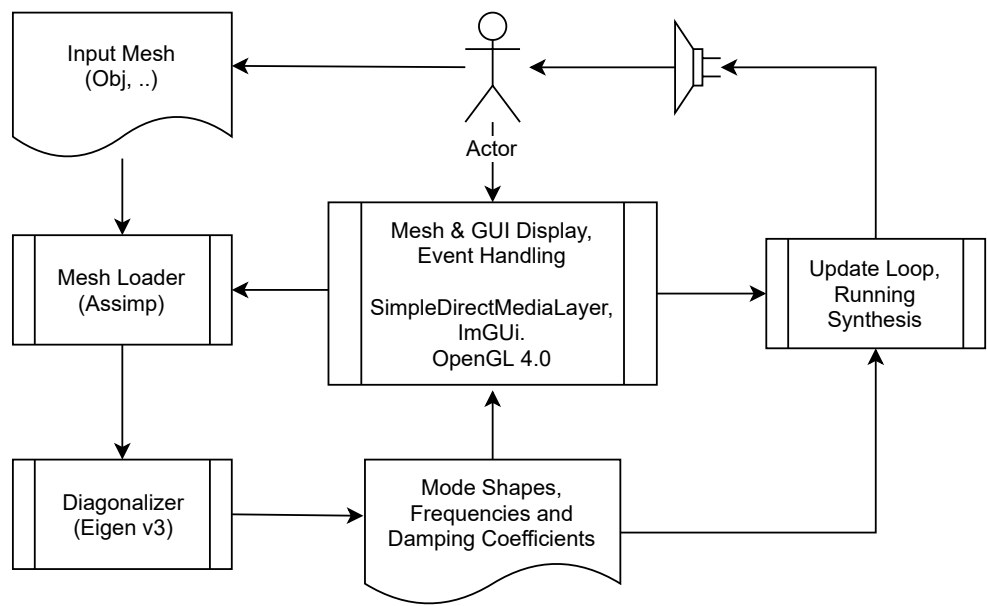 Input Mesh
(Obj, ..)
Actor
Mesh & GUI Display,
Event Handling
SimpleDirectMediaLayer,
ImGUi.
OpenGL 4.0
Mesh Loader
(Assimp)
Update Loop,
Running
Synthesis
Diagonalizer
(Eigen v3)
Mode Shapes,
Frequencies and
Damping Coefficients